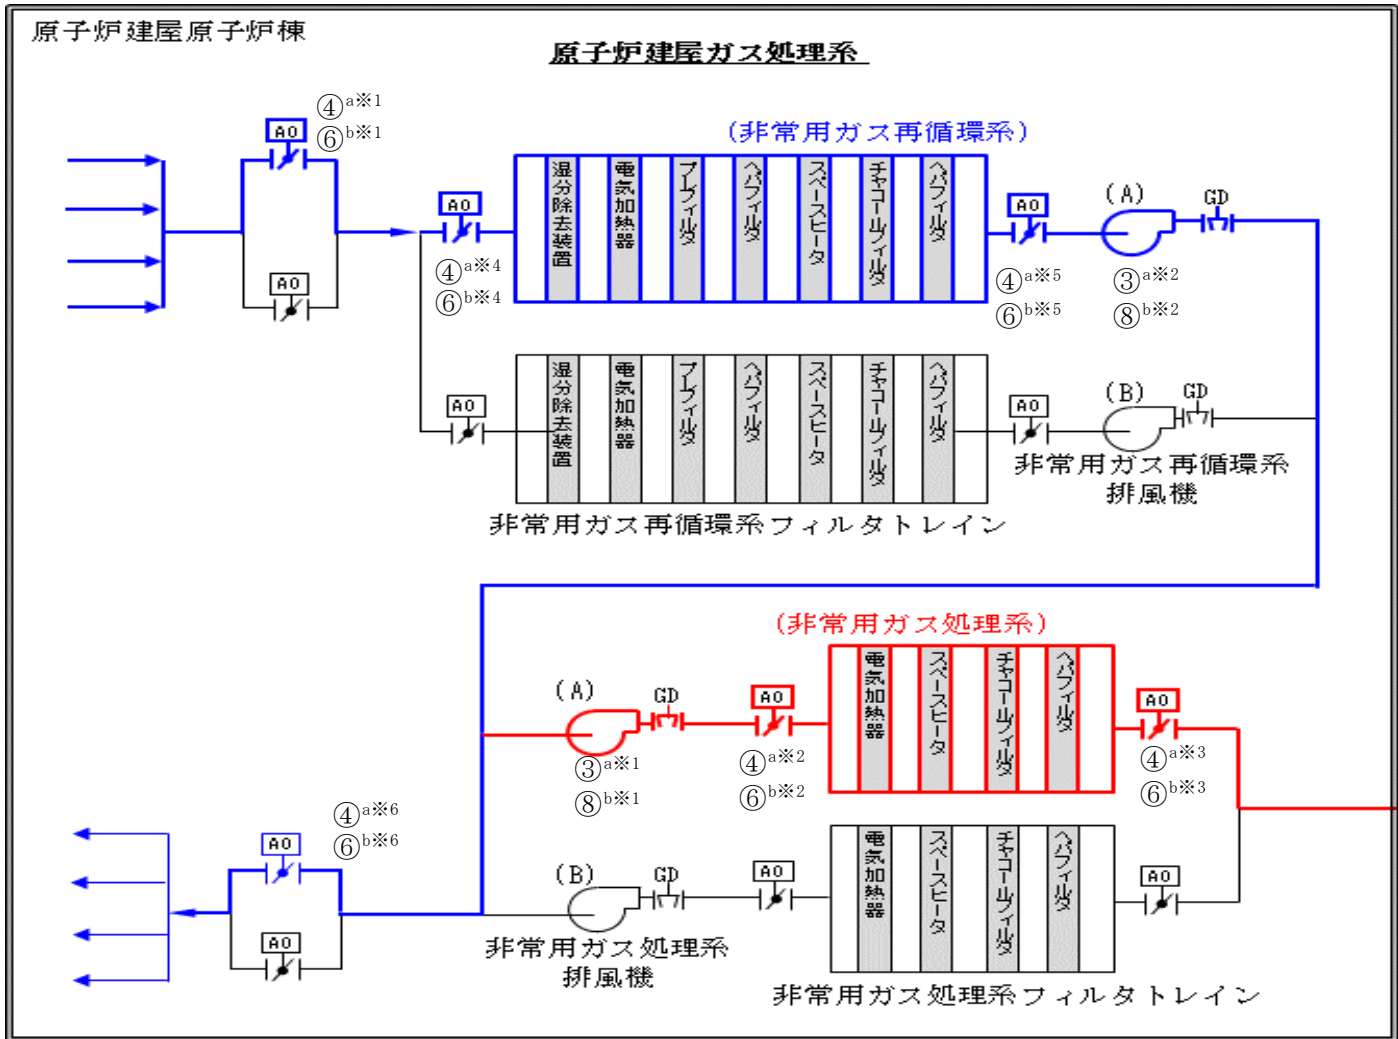 原子炉建屋原子炉棟
原子炉建屋ガス処理系
④a※1
⑥b※1
AO
AO
(非常用ガス再循環系)
AO
④a※4
⑥b※4
湿分除去装置
電気加熱器
プレフィルタ
ヘパフィルタ
スペースヒータ
チャコールフィルタ
ヘパフィルタ
AO
④a※5
⑥b※5
(A)
GD
③a※2
⑧b※2
AO
湿分除去装置
電気加熱器
プレフィルタ
ヘパフィルタ
スペースヒータ
チャコールフィルタ
ヘパフィルタ
AO
(B)
GD
非常用ガス再循環系
排風機
非常用ガス再循環系フィルタトレイン
(非常用ガス処理系)
(A)
GD
③a※1
⑧b※1
AO
④a※2
⑥b※2
電気加熱器
スペースヒータ
チャコールフィルタ
ヘパフィルタ
AO
④a※3
⑥b※3
④a※6
⑥b※6
AO
AO
(B)
GD
AO
電気加熱器
スペースヒータ
チャコールフィルタ
ヘパフィルタ
AO
非常用ガス処理系
排風機
非常用ガス処理系フィルタトレイン